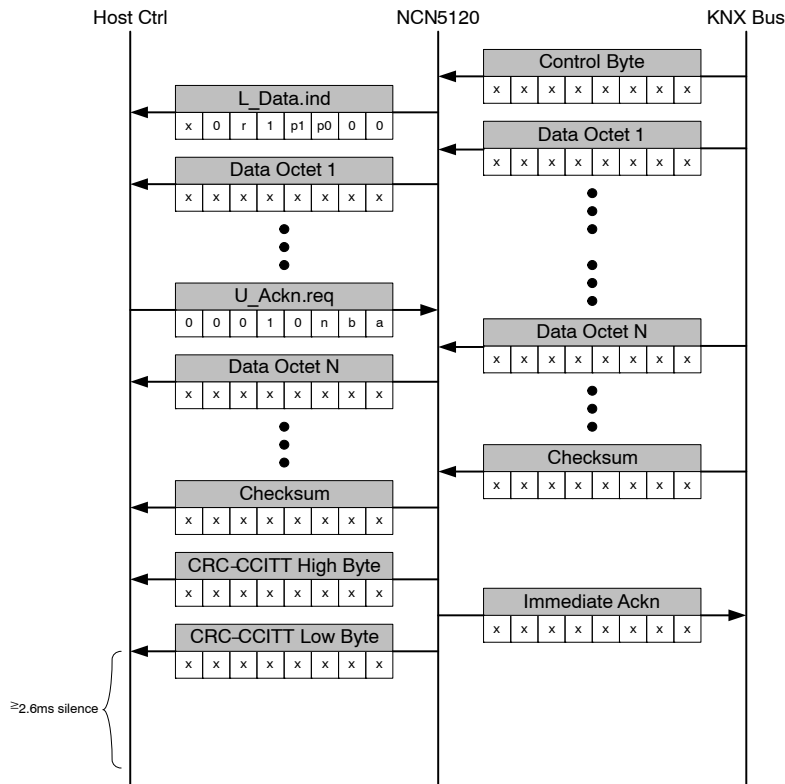 Host Ctrl NCN5120 KNX Bus
Control Byte
x x x x x x x x
L_Data.ind
x 0 r 1 p1 p0 0 0
Data Octet 1
x x x x x x x x
Data Octet 1
x x x x x x x x
U_Ackn.req
0 0 0 1 0 n b a
Data Octet N
x x x x x x x x
Data Octet N
x x x x x x x x
Checksum
x x x x x x x x
Checksum
x x x x x x x x
CRC-CCITT High Byte
x x x x x x x x
Immediate Ackn
x x x x x x x x
CRC-CCITT Low Byte
x x x x x x x x
≥2.6ms silence